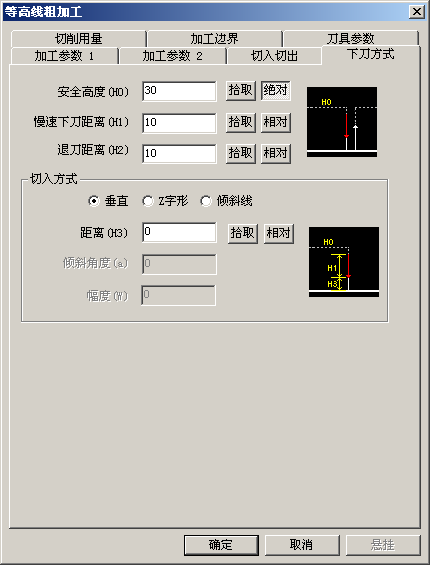 等高线粗加工
切削用量 加工边界 刀具参数
加工参数 1 加工参数 2 切入切出 下刀方式
安全高度(H0) 30 拾取 绝对
慢速下刀距离(H1) 10 拾取 相对
退刀距离(H2) 10 拾取 相对
H0
切入方式
垂直 Z字形 倾斜线
距离(H3) 0 拾取 相对
倾斜角度(a) 0
幅度(W) 0
H0
H1
H3
确定 取消 悬挂